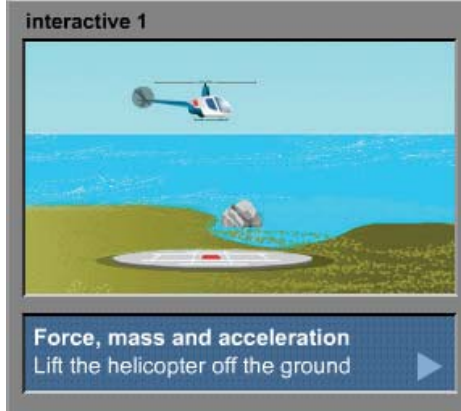 interactive 1
Force, mass and acceleration
Lift the helicopter off the ground